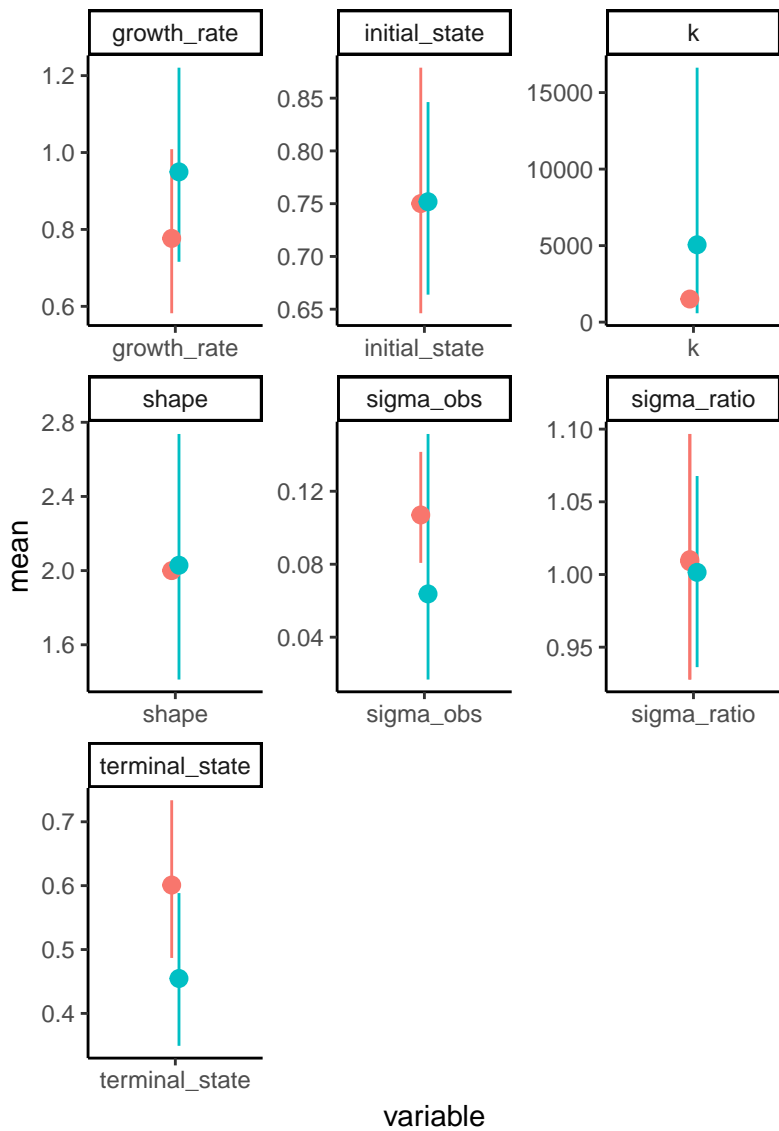 growth_rate
initial_state
k
1.2
1.0
0.8
0.6
0.85
0.80
0.75
0.70
0.65
15000
10000
5000
0
growth_rate
initial_state
k
shape
sigma_obs
sigma_ratio
2.8
2.4
2.0
1.6
0.12
0.08
0.04
1.10
1.05
1.00
0.95
shape
sigma_obs
sigma_ratio
mean
terminal_state
0.7
0.6
0.5
0.4
terminal_state
variable